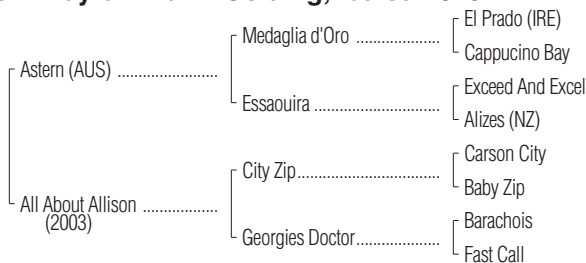 El Prado (IRE)
Medaglia d'Oro
Cappucino Bay
Astern (AUS)
Exceed And Excel
Essaouira
Alizes (NZ)
Carson City
City Zip
Baby Zip
All About Allison
(2003)
Barachois
Georgies Doctor
Fast Call